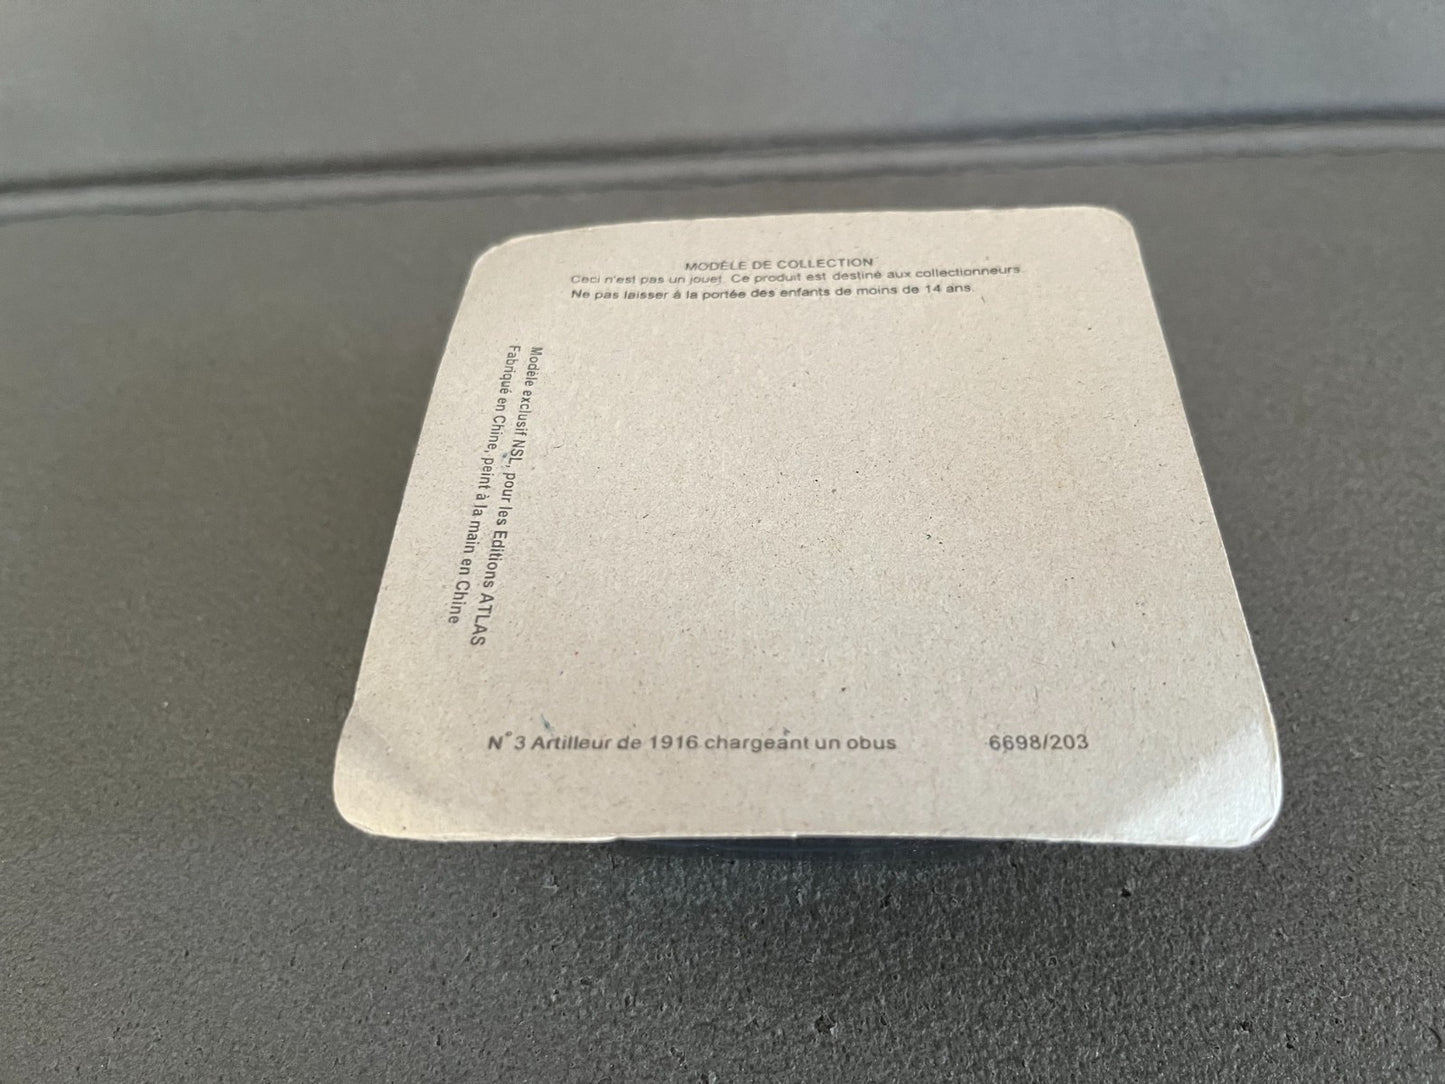 MODÈLE DE COLLECTION
Ceci n'est pas un jouet. Ce produit est destiné aux collectionneurs.
Ne pas laisser à la portée des enfants de moins de 14 ans.
Modèle exclusif NSL, pour les Editions ATLAS
Fabriqué en Chine, peint à la main en Chine
N°3 Artilleur de 1916 chargeant un obus 6698/203